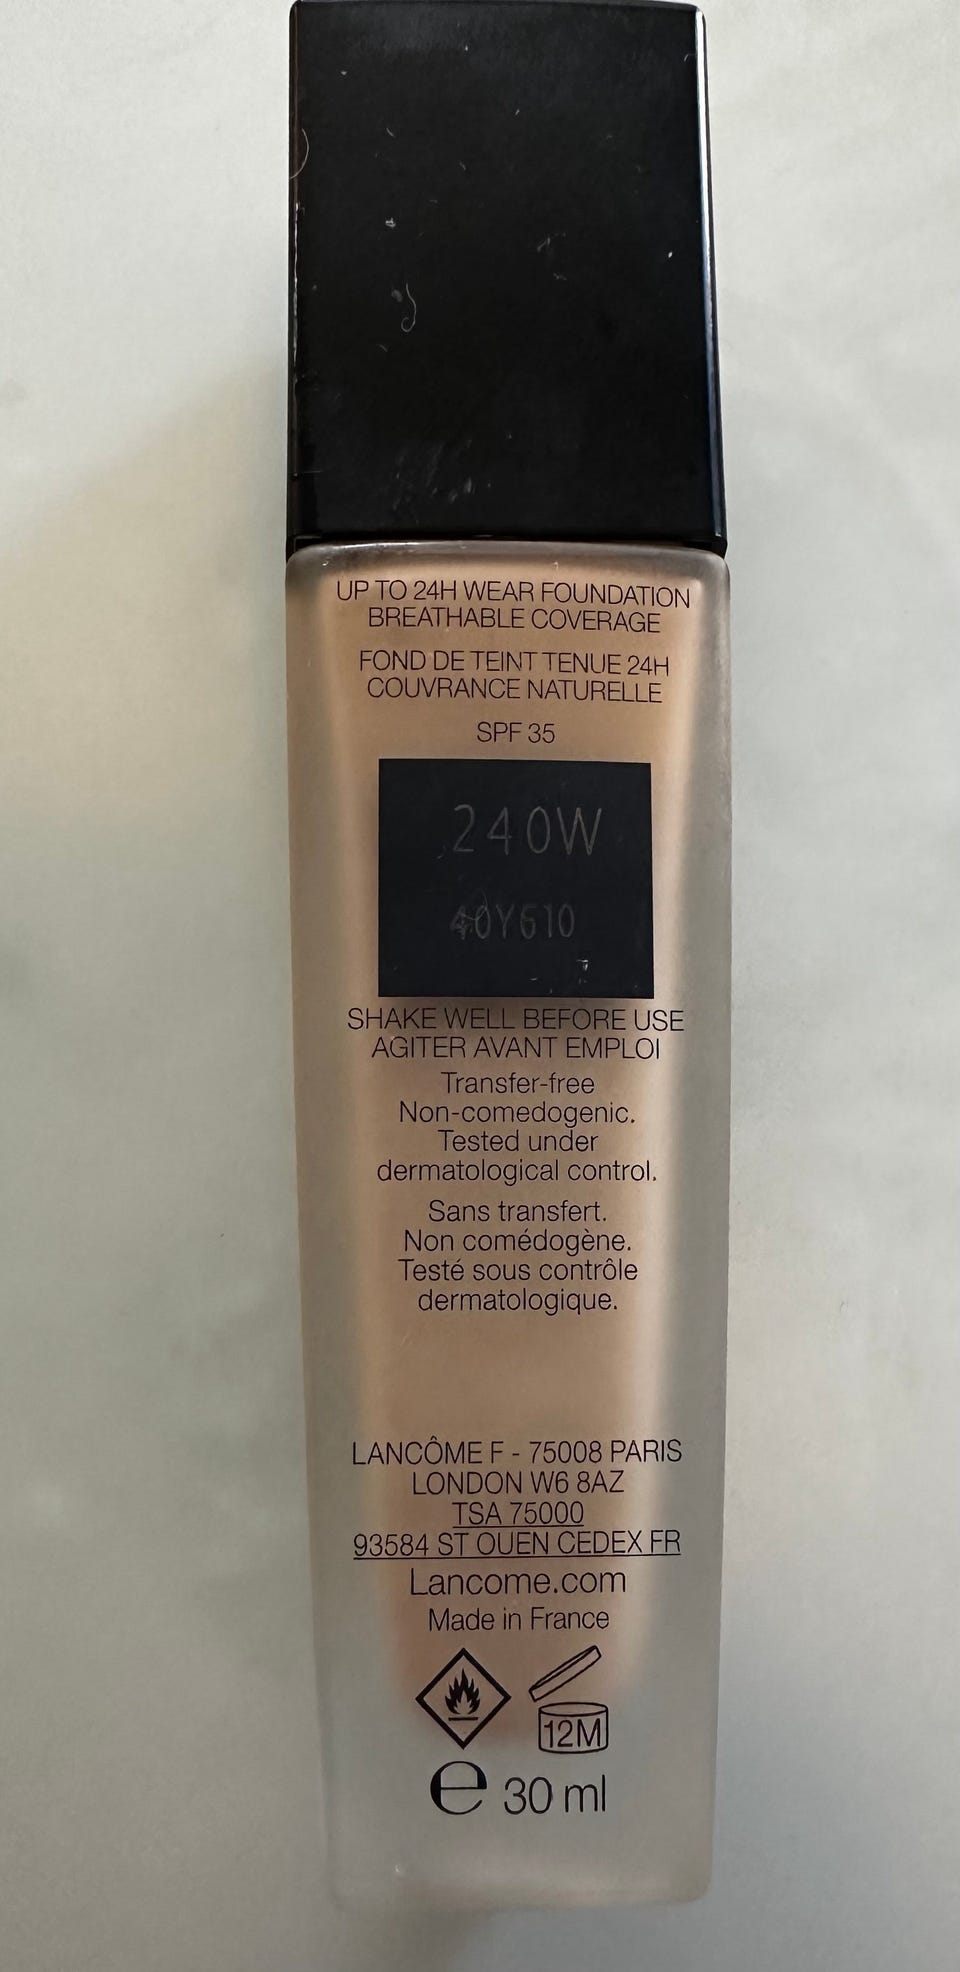 UP TO 24H WEAR FOUNDATION
BREATHABLE COVERAGE
FOND DE TEINT TENUE 24H
COUVRANCE NATURELLE
SPF 35
240W
40Y610
SHAKE WELL BEFORE USE
AGITER AVANT EMPLOI
Transfer-free
Non-comedogenic.
Tested under
dermatological control.
Sans transfert.
Non comédogène.
Testé sous contrôle
dermatologique.
LANCÔME F - 75008 PARIS
LONDON W6 8AZ
TSA 75000
93584 ST OUEN CEDEX FR
Lancome.com
Made in France
12M
e 30 ml